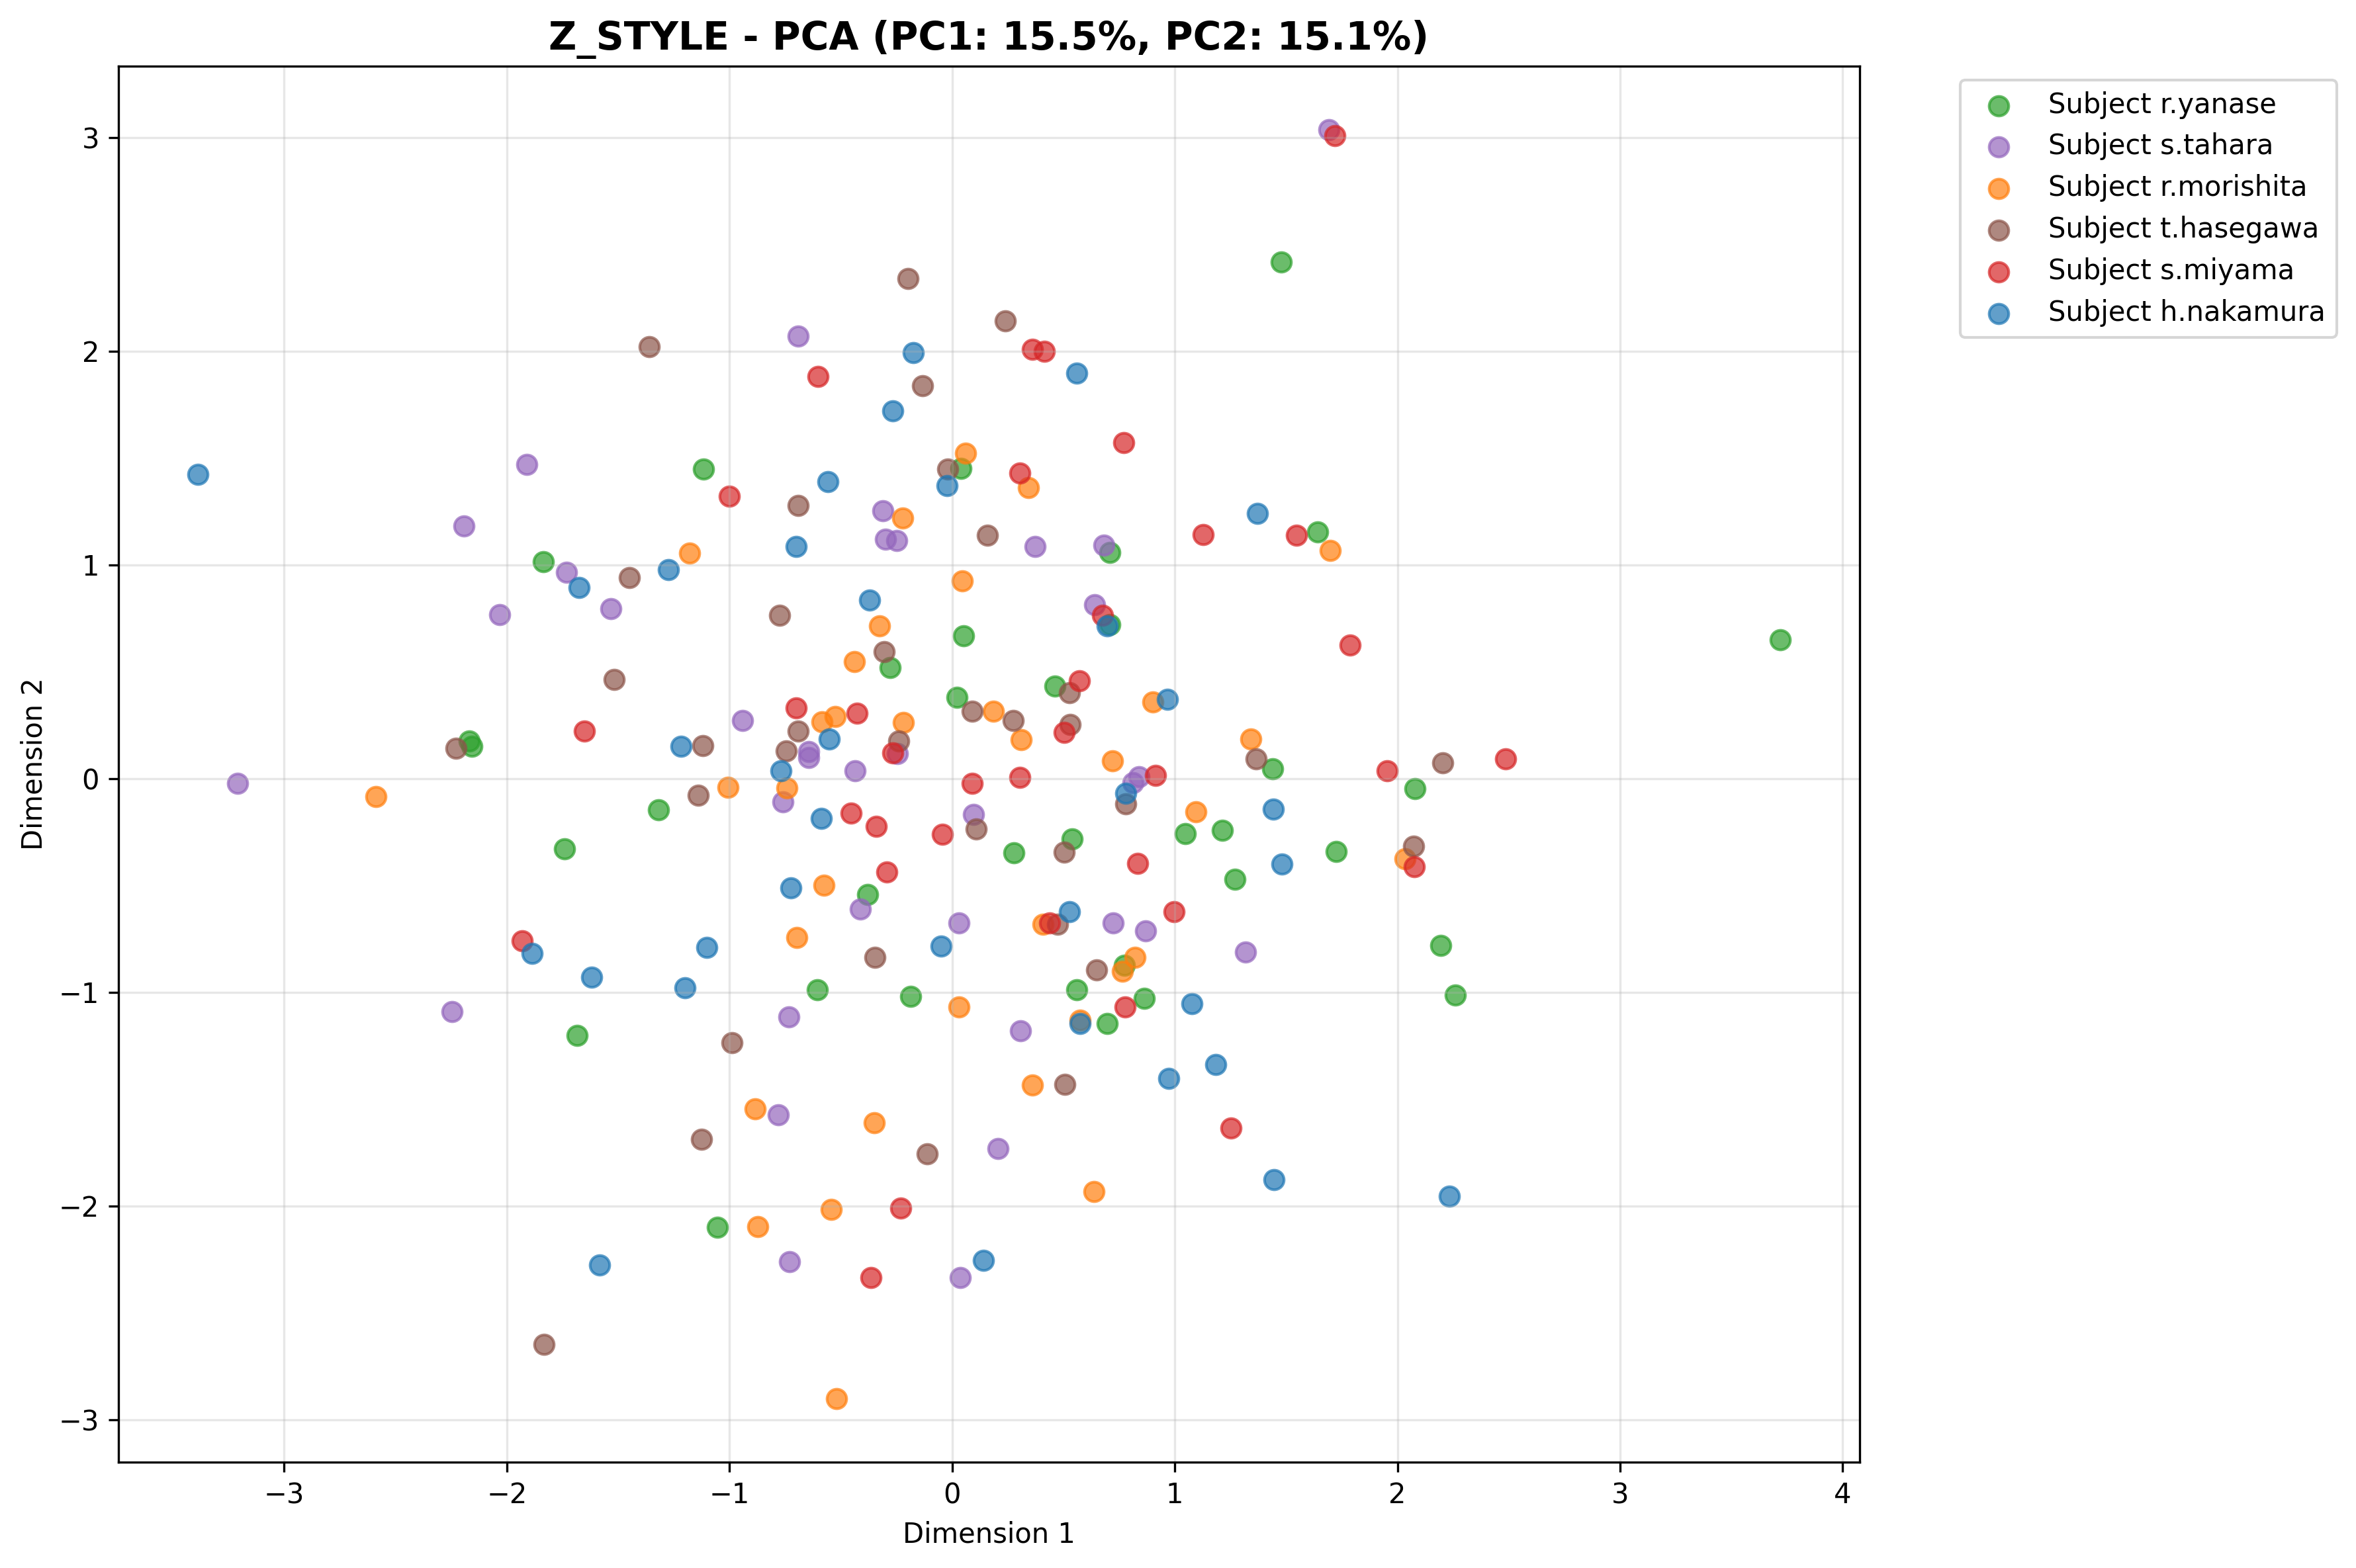 Z_STYLE - PCA (PC1: 15.5%, PC2: 15.1%)
Subject r.yanase
Subject s.tahara
Subject r.morishita
Subject t.hasegawa
Subject s.miyama
Subject h.nakamura
Dimension 2
3
2
1
0
−1
−2
−3
−3
−2
−1
0
1
2
3
4
Dimension 1